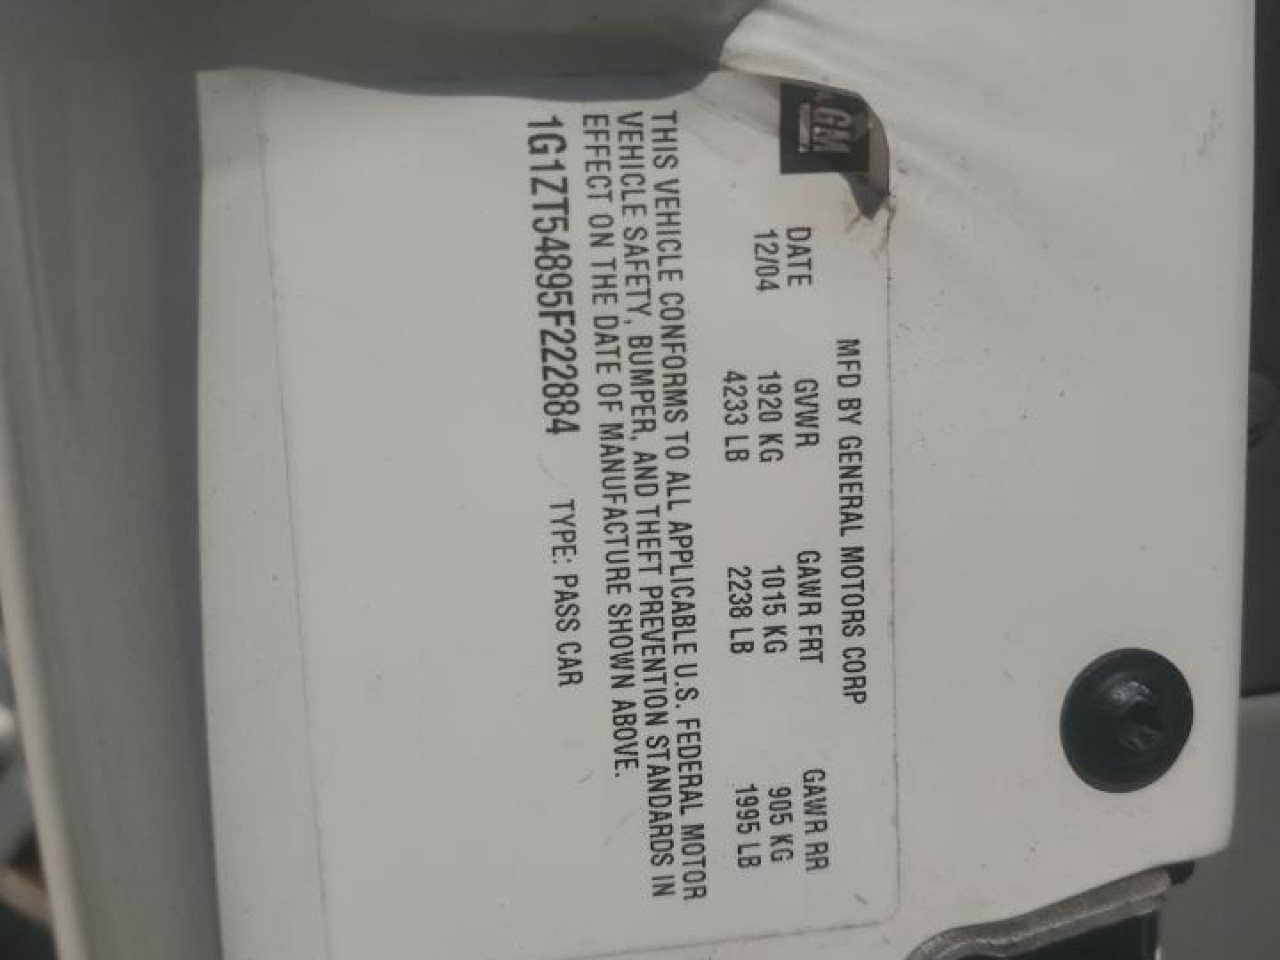 GM
MFD BY GENERAL MOTORS CORP
DATE GVWR GAWR FRT GAWR RR
12/04 1920 KG 1015 KG 905 KG
4233 LB 2238 LB 1995 LB
THIS VEHICLE CONFORMS TO ALL APPLICABLE U.S. FEDERAL MOTOR
VEHICLE SAFETY, BUMPER, AND THEFT PREVENTION STANDARDS IN
EFFECT ON THE DATE OF MANUFACTURE SHOWN ABOVE.
1G1ZT54895F222884 TYPE: PASS CAR